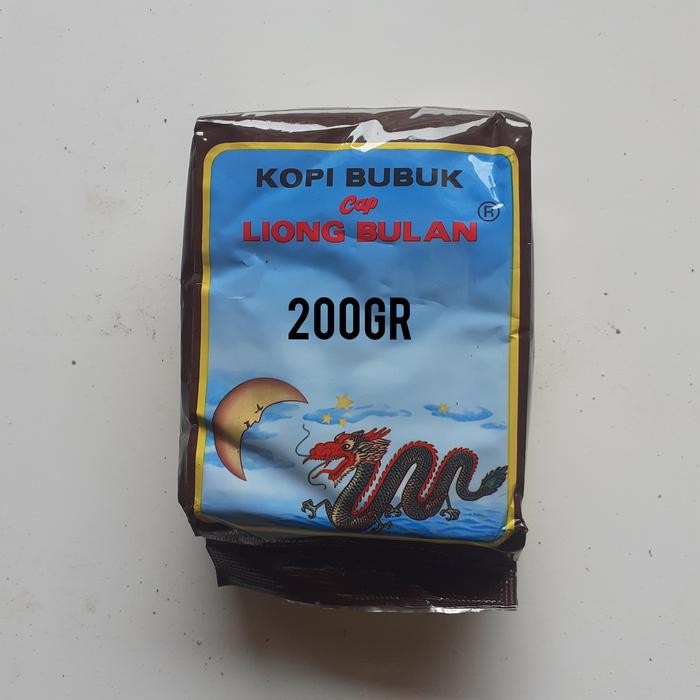 KOPI BUBUK
Cap
LIONG BULAN ®
200GR